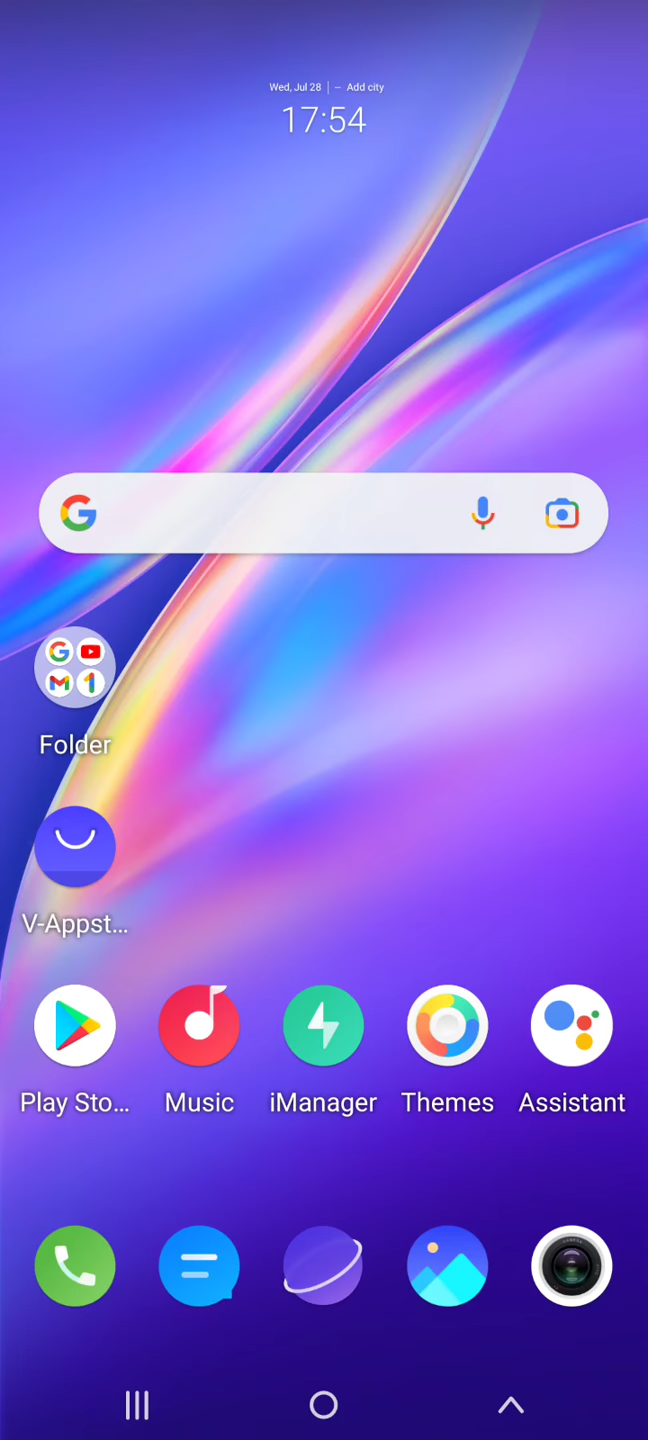 Wed, Jul 28 | -- Add city
17:54
Folder
V-Appst...
Play Sto... Music iManager Themes Assistant